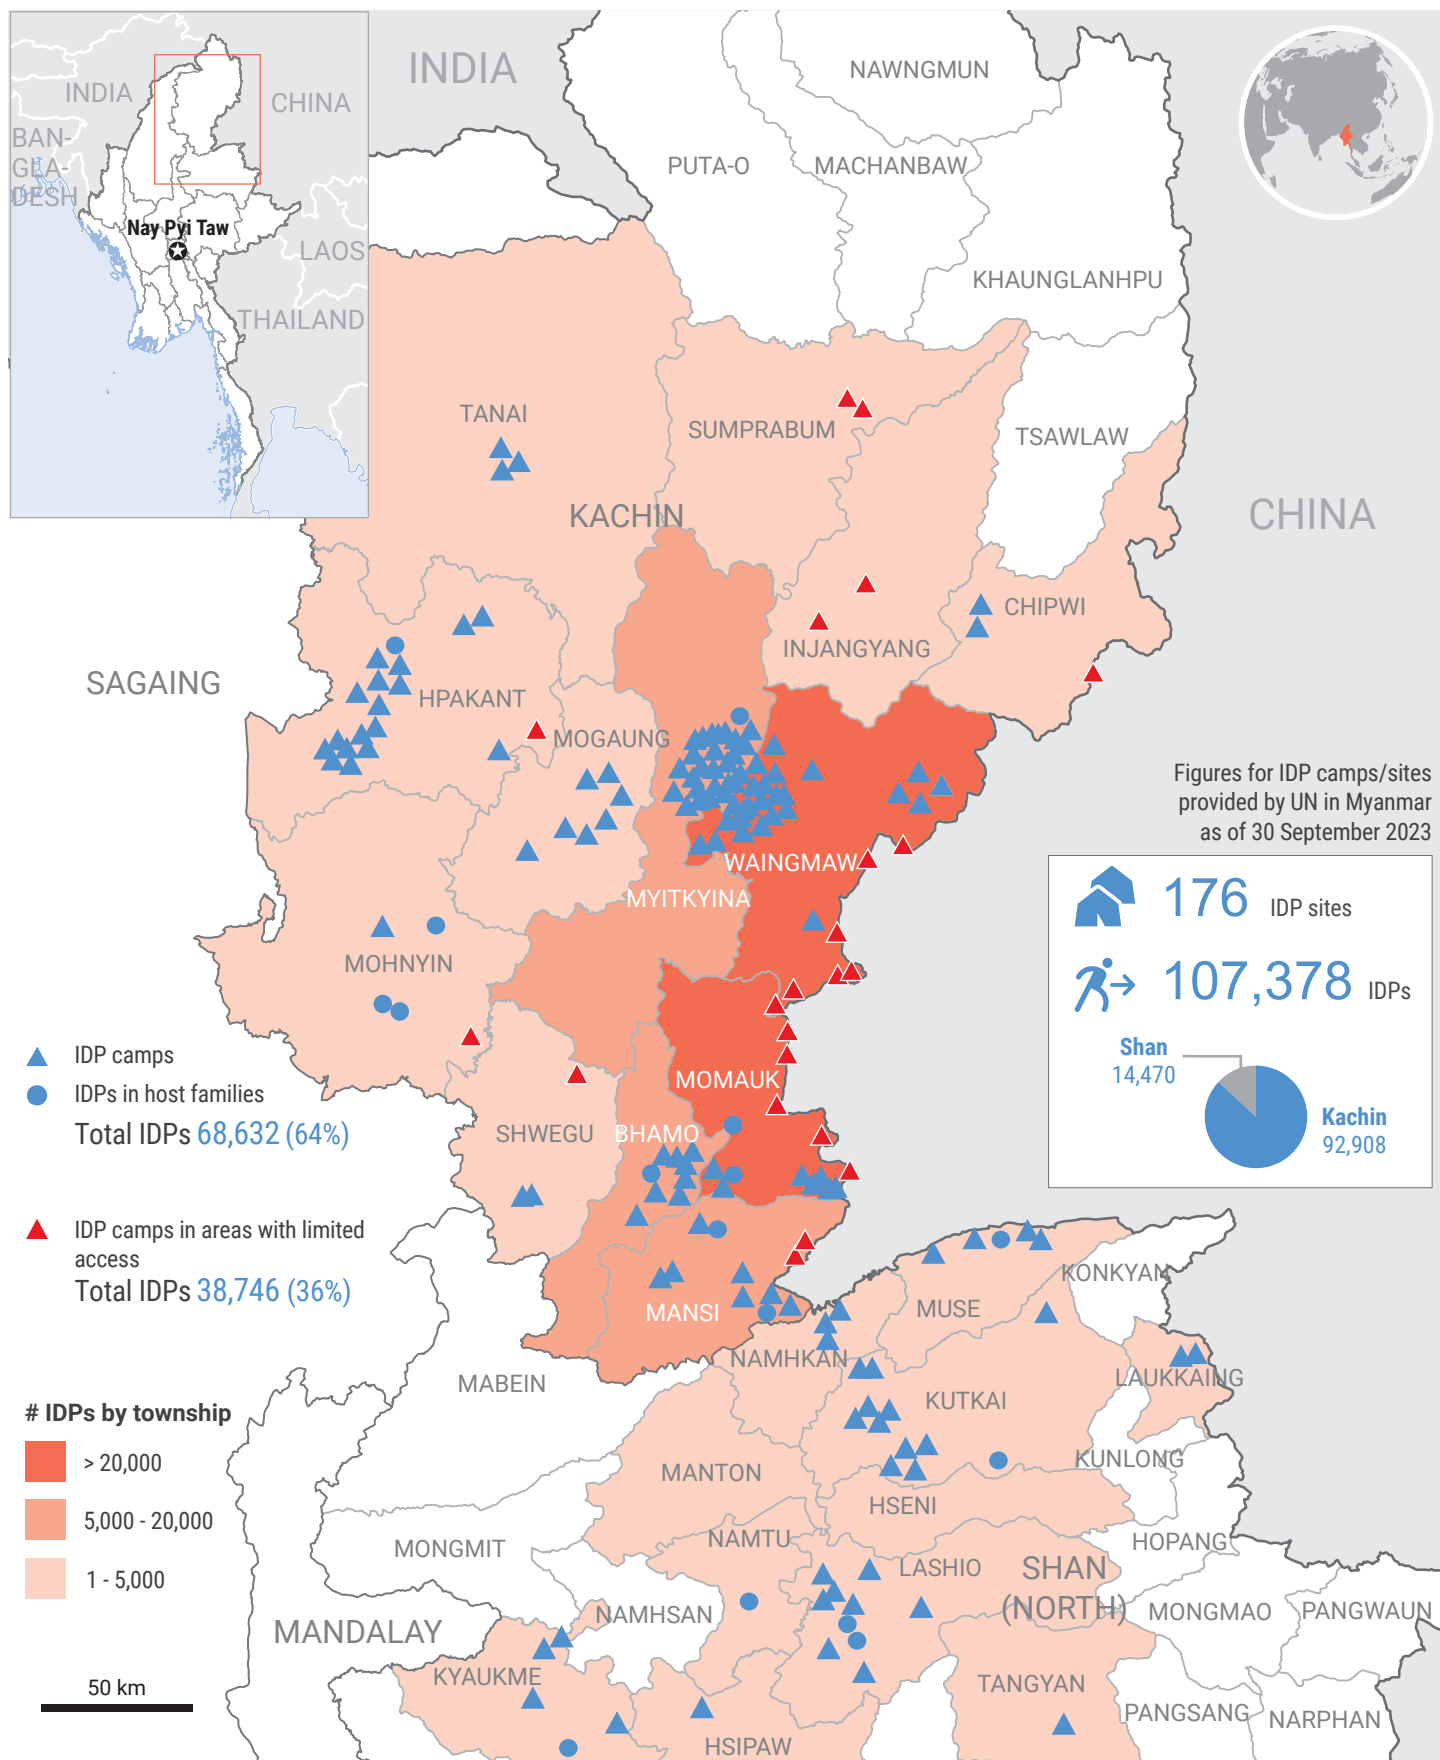 INDIA
CHINA
BAN-
GLA-
DESH
Nay Pyi Taw
LAOS
THAILAND
INDIA
NAWNGMUN
PUTA-O
MACHANBAW
KHAUNGLANHPU
TANAI
SUMPRABUM
TSAWLAW
KACHIN
CHINA
CHIPWI
INJANGYANG
SAGAING
HPAKANT
MOGAUNG
WAINGMAW
MYITKYINA
MOHNYIN
MOMAUK
SHWEGU
BHAMO
MANSI
Figures for IDP camps/sites
provided by UN in Myanmar
as of 30 September 2023
176 IDP sites
107,378 IDPs
Shan
14,470
Kachin
92,908
IDP camps
IDPs in host families
Total IDPs 68,632 (64%)
IDP camps in areas with limited
access
Total IDPs 38,746 (36%)
# IDPs by township
> 20,000
5,000 - 20,000
1 - 5,000
50 km
KONKYAN
MUSE
NAMHKAN
LAUKKAING
MABEIN
KUTKAI
KUNLONG
MANTON
HSENI
NAMTU
HOPANG
MONGMIT
LASHIO
SHAN
(NORTH)
NAMHSAN
MONGMAO
PANGWAUN
MANDALAY
KYAUKME
TANGYAN
PANGSANG
NARPHAN
HSIPAW